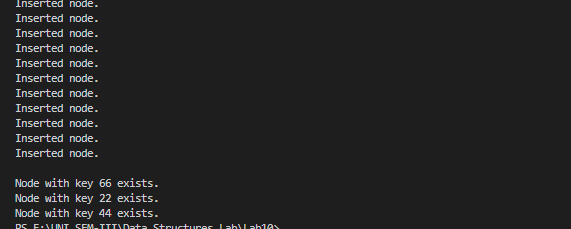 Inserted node.
Inserted node.
Inserted node.
Inserted node.
Inserted node.
Inserted node.
Inserted node.
Inserted node.
Inserted node.
Inserted node.
Inserted node.
Node with key 66 exists.
Node with key 22 exists.
Node with key 44 exists.
PS E:\UNI SEM-III\Data Structures Lab\Lab10>